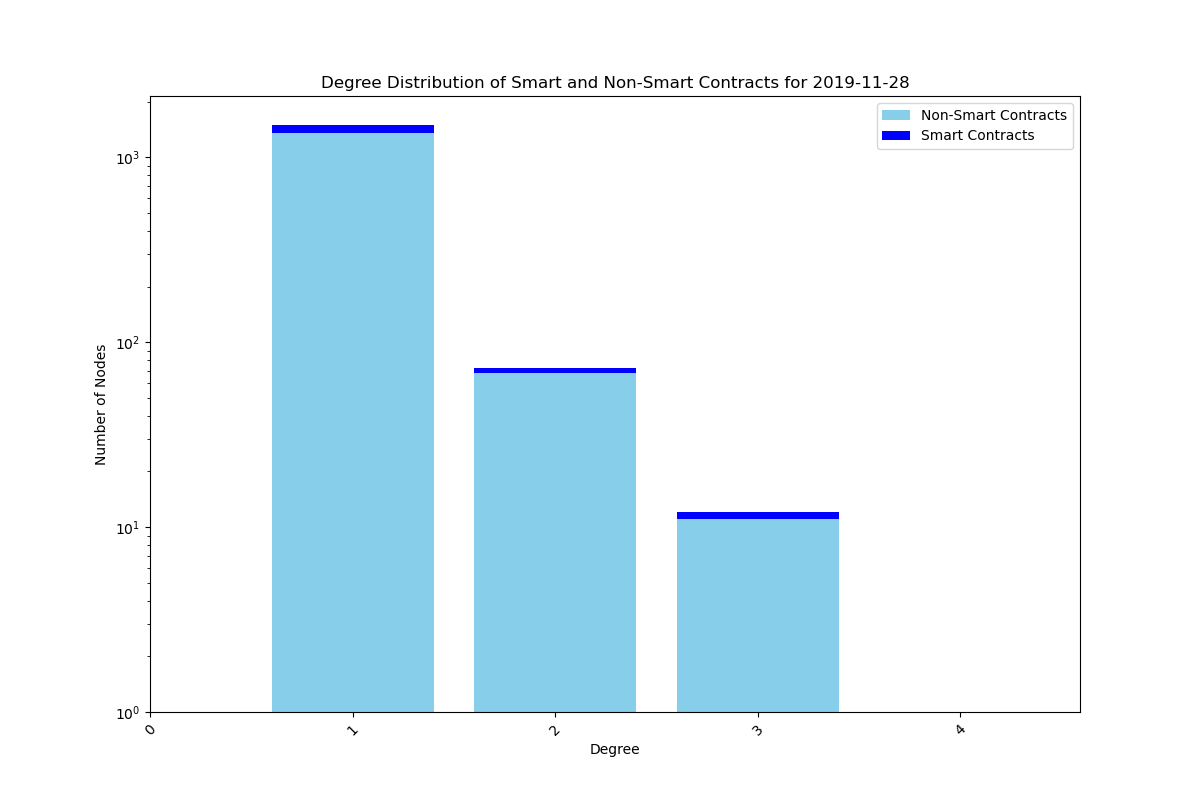 Degree Distribution of Smart and Non-Smart Contracts for 2019-11-28
Non-Smart Contracts
Smart Contracts
Number of Nodes
10³
10²
10¹
10⁰
0
1
2
3
4
Degree